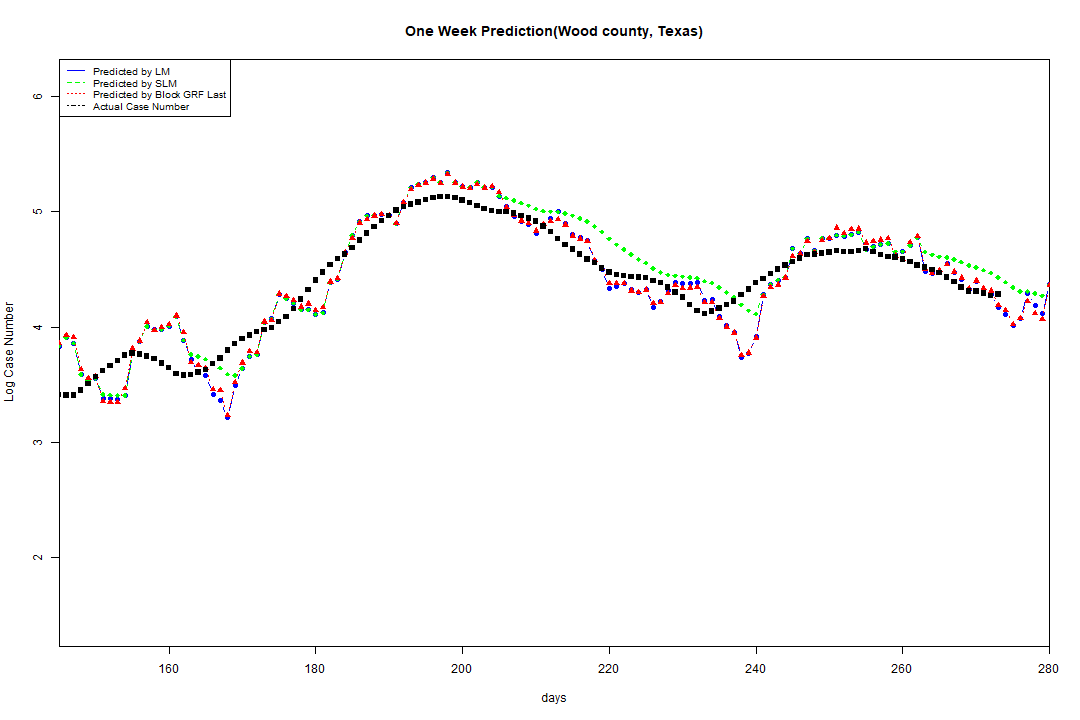 One Week Prediction(Wood county, Texas)
Predicted by LM
Predicted by SLM
Predicted by Block GRF Last
Actual Case Number
6
5
4
3
2
Log Case Number
160 180 200 220 240 260 280
days